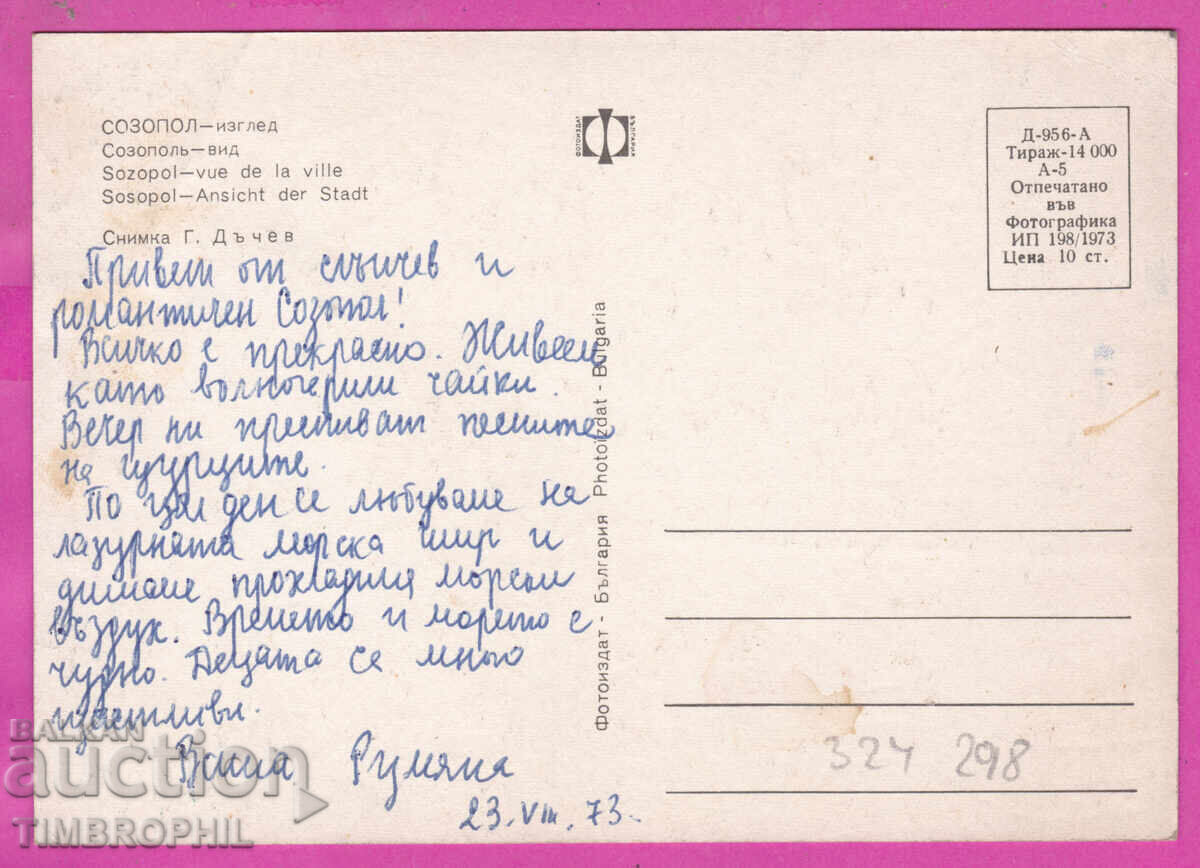 СОЗОПОЛ—изглед
Созополь—вид
Sozopol—vue de la ville
Sosopol—Ansicht der Stadt
Снимка Г. Дъчев
ФОТОИЗДАТ
БЪЛГАРИЯ
Д-956-А
Тираж-14 000
А-5
Отпечатано
във
Фотографика
ИП 198/1973
Цена 10 ст.
Привет от слънчев и
романтичен Созопол!
Всичко е прекрасно. Живеем
като волнокрили чайки.
Вечер ни приспиват песните
на щурците.
По цял ден се любуваме на
лазурната морска шир и
дишаме прохладния морски
въздух. Времето и морето е
чудно. Децата са много
щастливи.
Ваша Румяна
23. VIII. 73.
Фотоиздат - България Photoizdat - Bulgaria
324 298
BALKAN
auction
TIMBROPHIL